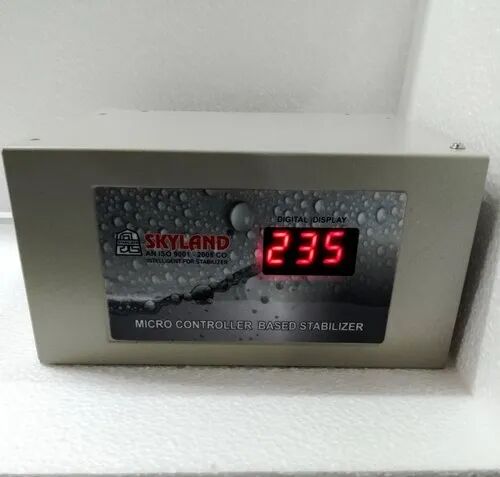 DIGITAL DISPLAY
SKYLAND
AN ISO 9001 - 2008 CO
INTELLIGENT FOR STABILIZER
235
MICRO CONTROLLER BASED STABILIZER